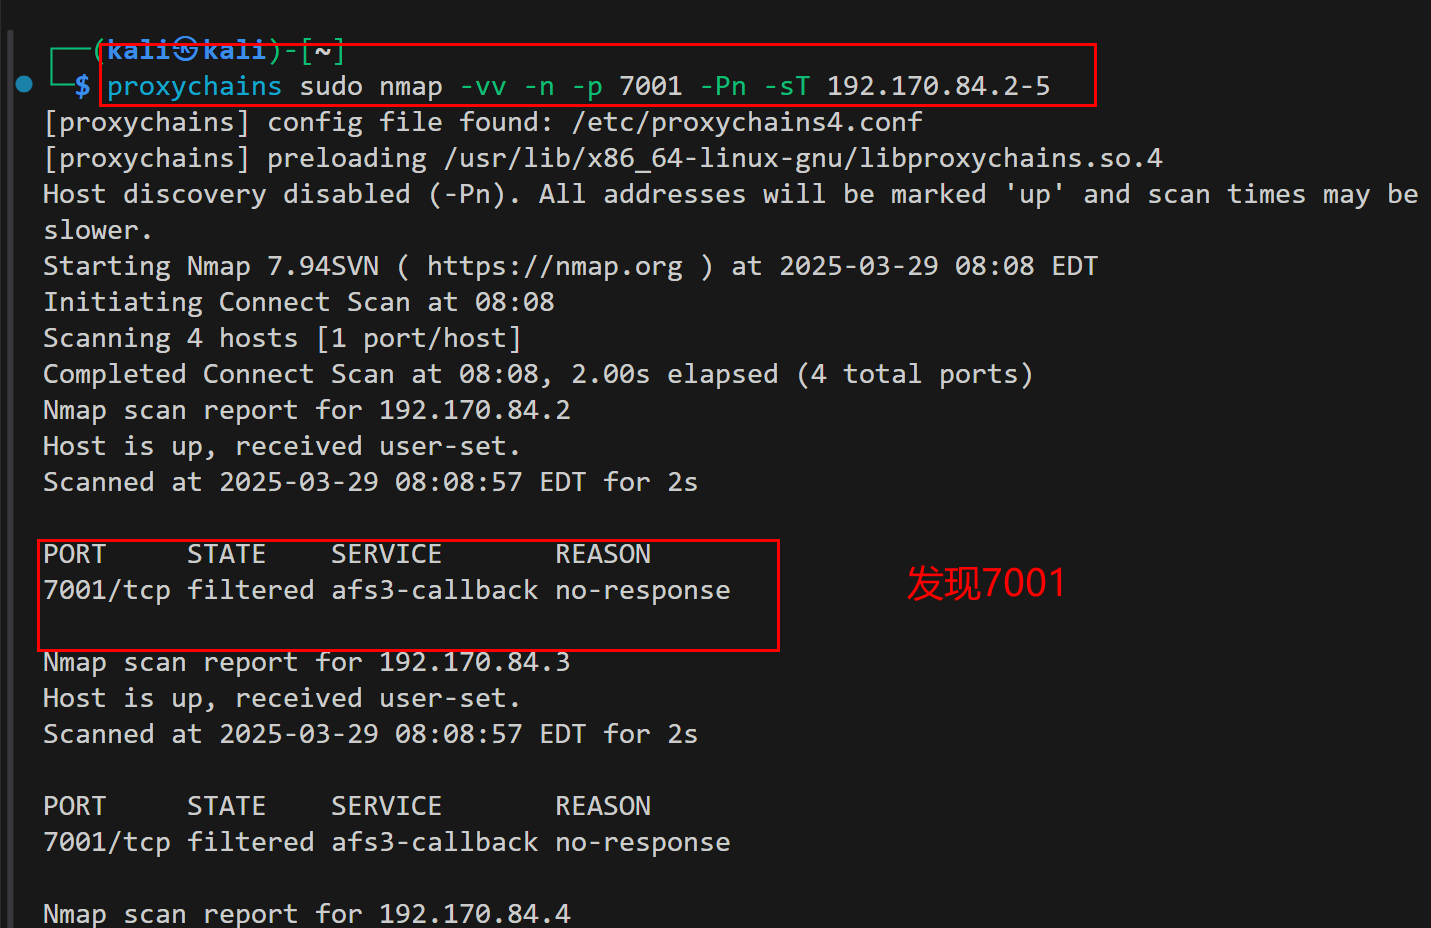 (kali㉿kali)-[~]
$ proxychains sudo nmap -vv -n -p 7001 -Pn -sT 192.170.84.2-5
[proxychains] config file found: /etc/proxychains4.conf
[proxychains] preloading /usr/lib/x86_64-linux-gnu/libproxychains.so.4
Host discovery disabled (-Pn). All addresses will be marked 'up' and scan times may be
slower.
Starting Nmap 7.94SVN ( https://nmap.org ) at 2025-03-29 08:08 EDT
Initiating Connect Scan at 08:08
Scanning 4 hosts [1 port/host]
Completed Connect Scan at 08:08, 2.00s elapsed (4 total ports)
Nmap scan report for 192.170.84.2
Host is up, received user-set.
Scanned at 2025-03-29 08:08:57 EDT for 2s
PORT     STATE    SERVICE       REASON
7001/tcp filtered afs3-callback no-response
发现7001
Nmap scan report for 192.170.84.3
Host is up, received user-set.
Scanned at 2025-03-29 08:08:57 EDT for 2s
PORT     STATE    SERVICE       REASON
7001/tcp filtered afs3-callback no-response
Nmap scan report for 192.170.84.4